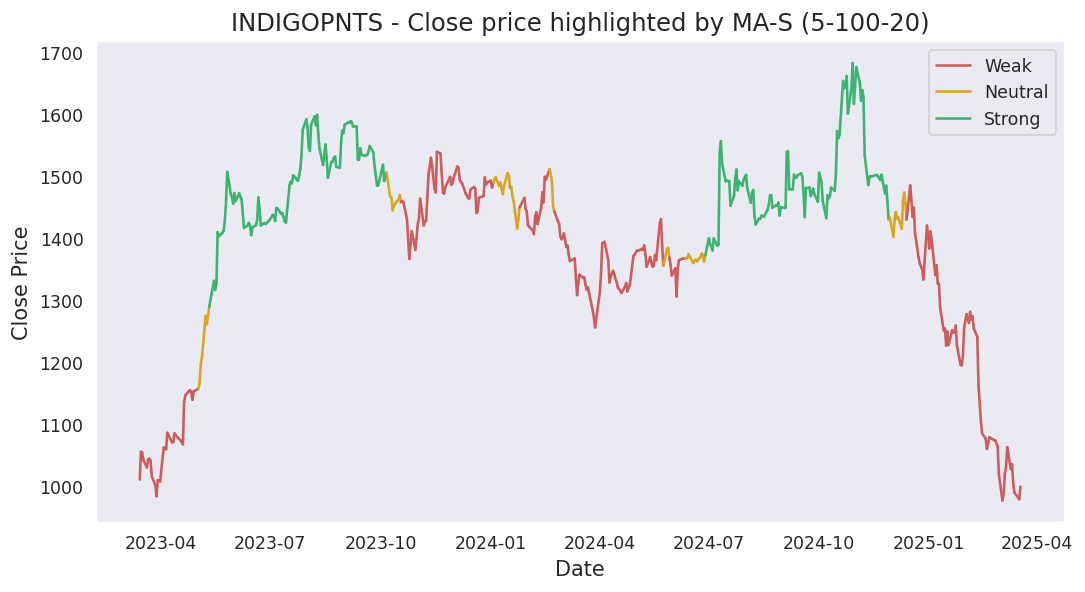 INDIGOPNTS - Close price highlighted by MA-S (5-100-20)
Close Price
1700
1600
1500
1400
1300
1200
1100
1000
Weak
Neutral
Strong
2023-04
2023-07
2023-10
2024-01
2024-04
2024-07
2024-10
2025-01
2025-04
Date